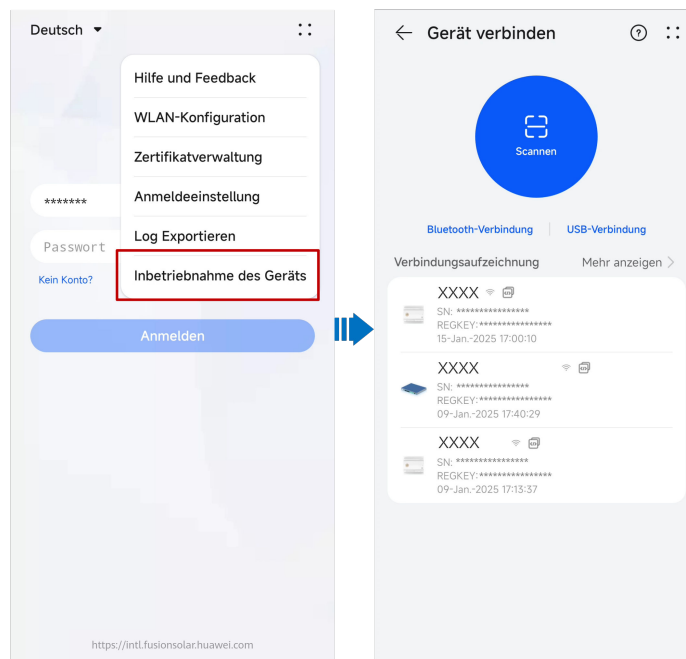 Deutsch
Hilfe und Feedback
WLAN-Konfiguration
Zertifikatverwaltung
Anmeldeeinstellung
Log Exportieren
Inbetriebnahme des Geräts
*******
Passwort
Kein Konto?
Anmelden
https://intl.fusionsolar.huawei.com
Gerät verbinden
Scannen
Bluetooth-Verbindung
USB-Verbindung
Verbindungsaufzeichnung
Mehr anzeigen
XXXX
SN: ****************
REGKEY:****************
15-Jan.-2025 17:00:10
XXXX
SN: ****************
REGKEY:****************
09-Jan.-2025 17:40:29
XXXX
SN: ****************
REGKEY:****************
09-Jan.-2025 17:13:37